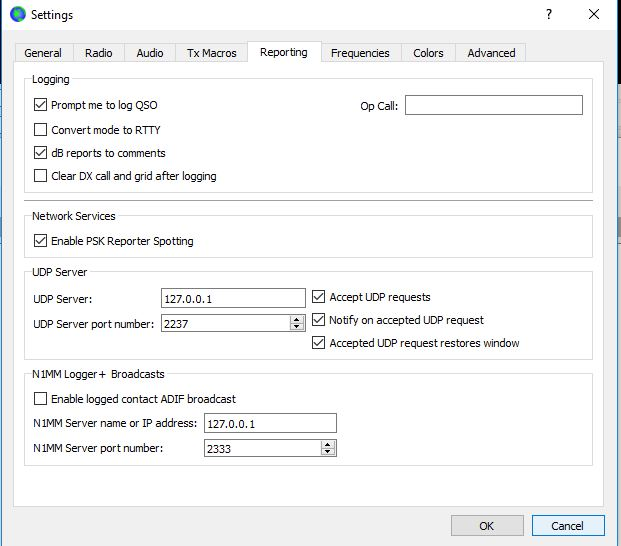 Settings
?
General Radio Audio Tx Macros Reporting Frequencies Colors Advanced
Logging
Prompt me to log QSO Op Call:
Convert mode to RTTY
dB reports to comments
Clear DX call and grid after logging
Network Services
Enable PSK Reporter Spotting
UDP Server
UDP Server: 127.0.0.1 Accept UDP requests
UDP Server port number: 2237 Notify on accepted UDP request
Accepted UDP request restores window
N1MM Logger+ Broadcasts
Enable logged contact ADIF broadcast
N1MM Server name or IP address: 127.0.0.1
N1MM Server port number: 2333
OK Cancel